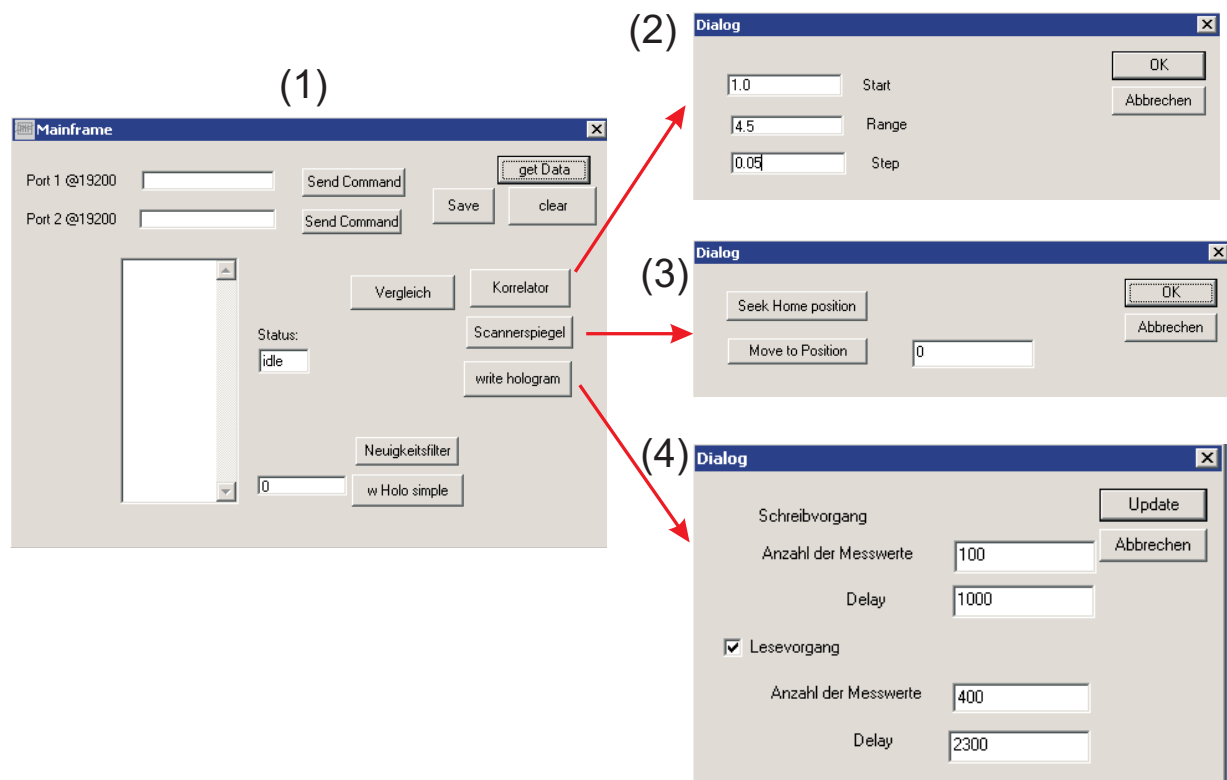 (1)
Mainframe
Port 1 @19200
Send Command
get Data
Port 2 @19200
Send Command
Save
clear
Vergleich
Korrelator
Scannerspiegel
Status:
idle
write hologram
Neuigkeitsfilter
0
w Holo simple
(2)
Dialog
1.0
Start
OK
Abbrechen
4.5
Range
0.05
Step
(3)
Dialog
Seek Home position
OK
Abbrechen
Move to Position
0
(4)
Dialog
Schreibvorgang
Update
Anzahl der Messwerte
100
Abbrechen
Delay
1000
Lesevorgang
Anzahl der Messwerte
400
Delay
2300